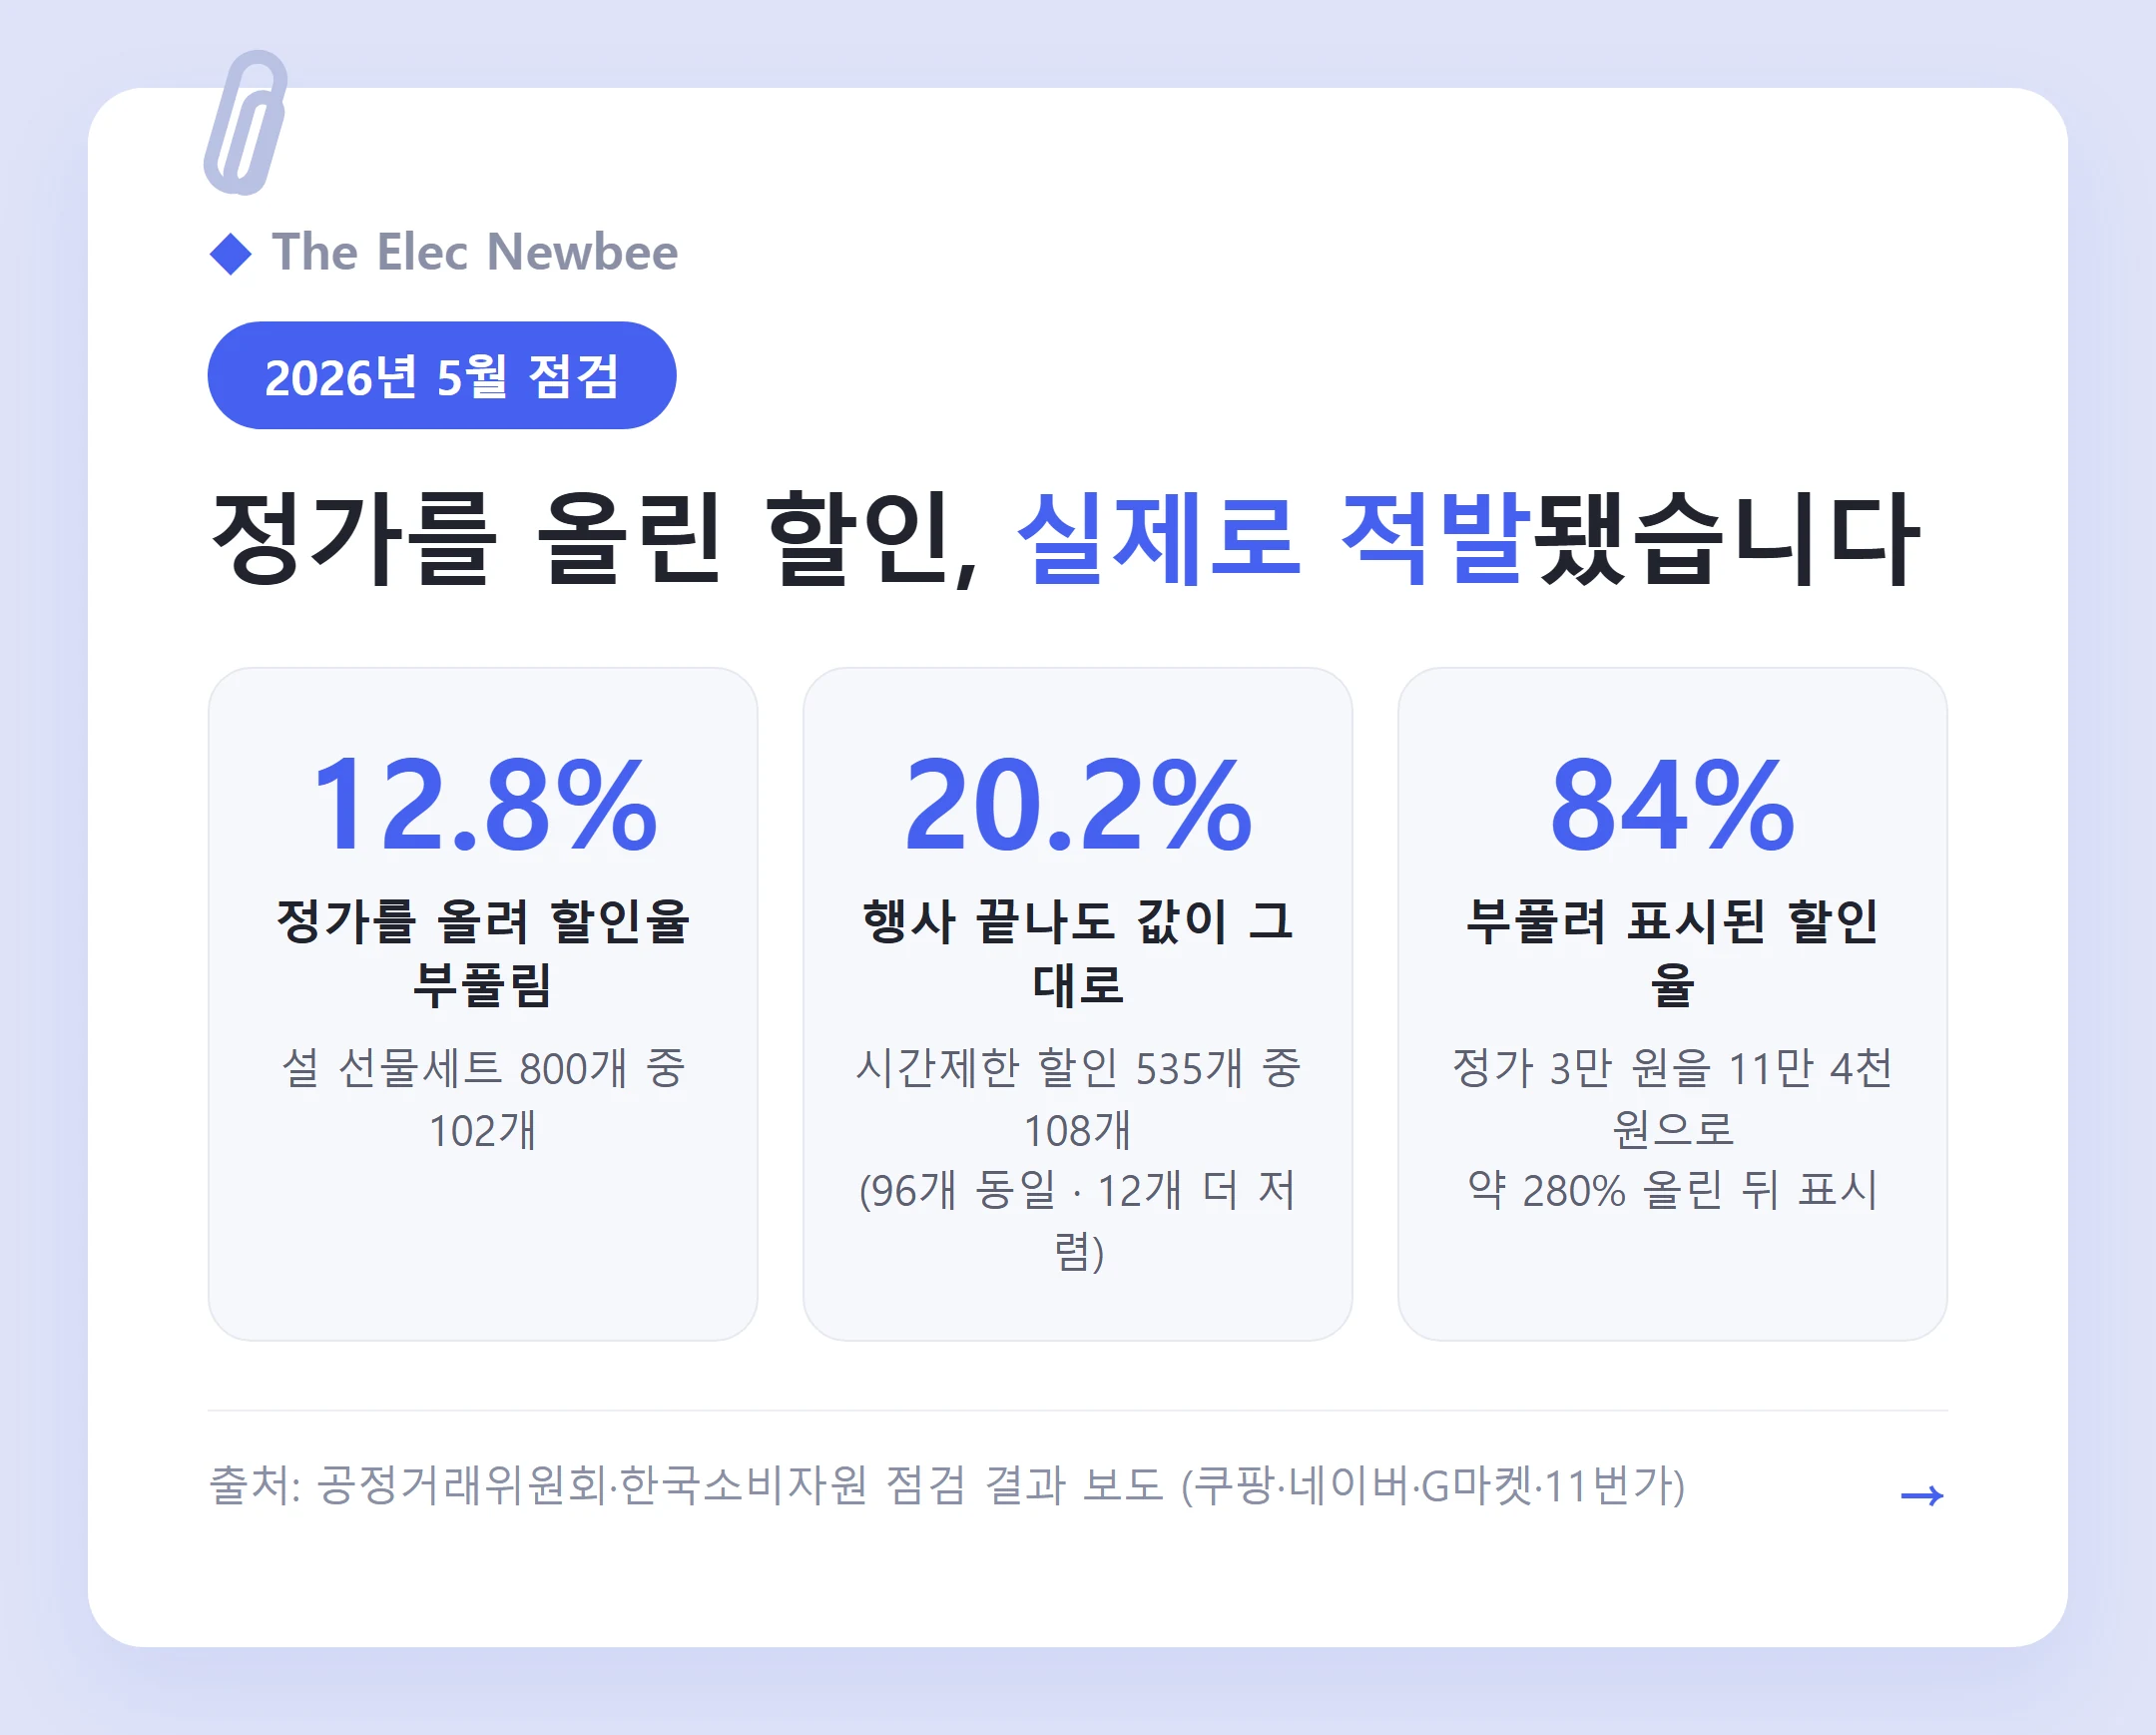 The Elec Newbee
2026년 5월 점검
정가를 올린 할인, 실제로 적발됐습니다
12.8%
정가를 올려 할인율
부풀림
설 선물세트 800개 중
102개
20.2%
행사 끝나도 값이 그
대로
시간제한 할인 535개 중
108개
(96개 동일 · 12개 더 저
렴)
84%
부풀려 표시된 할인
율
정가 3만 원을 11만 4천
원으로
약 280% 올린 뒤 표시
출처: 공정거래위원회·한국소비자원 점검 결과 보도 (쿠팡·네이버·G마켓·11번가)
→